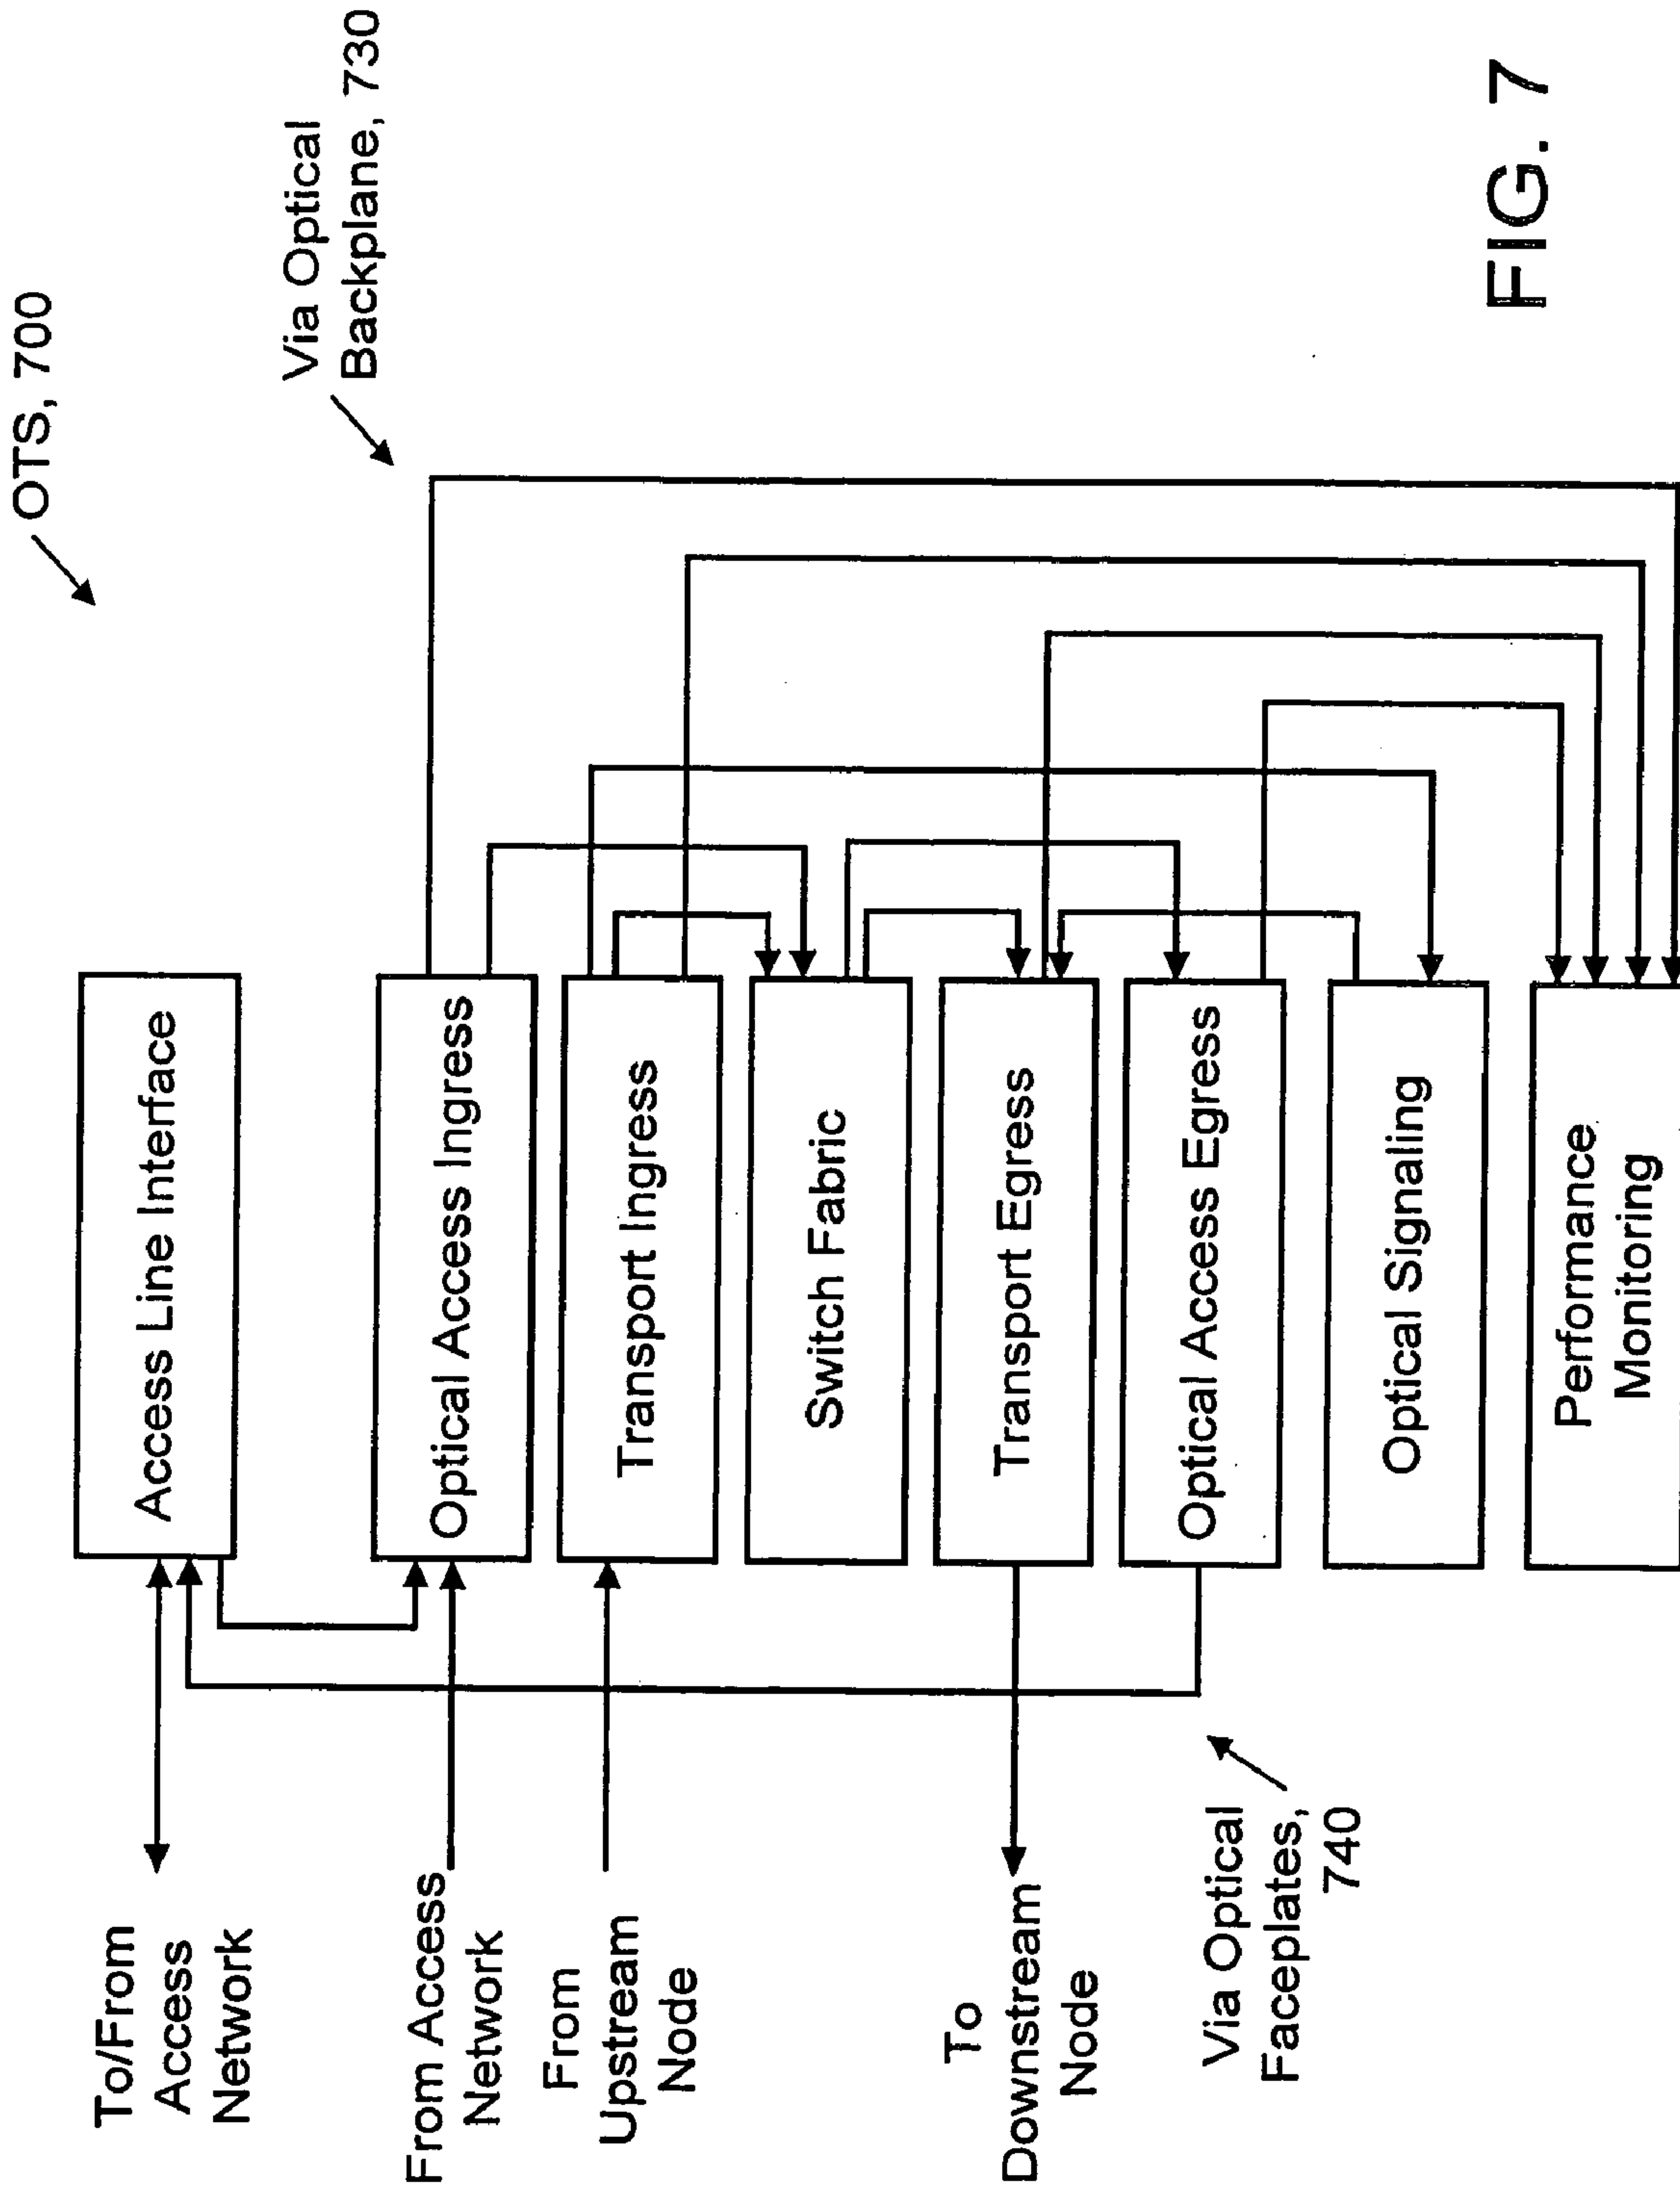 OTS, 700
Via Optical
Backplane, 730
Access Line Interface
Optical Access Ingress
Transport Ingress
Switch Fabric
Transport Egress
Optical Access Egress
Optical Signaling
Performance
Monitoring
To/From
Access
Network
From Access
Network
From
Upstream
Node
To
Downstream
Node
Via Optical
Faceplates,
740
FIG. 7